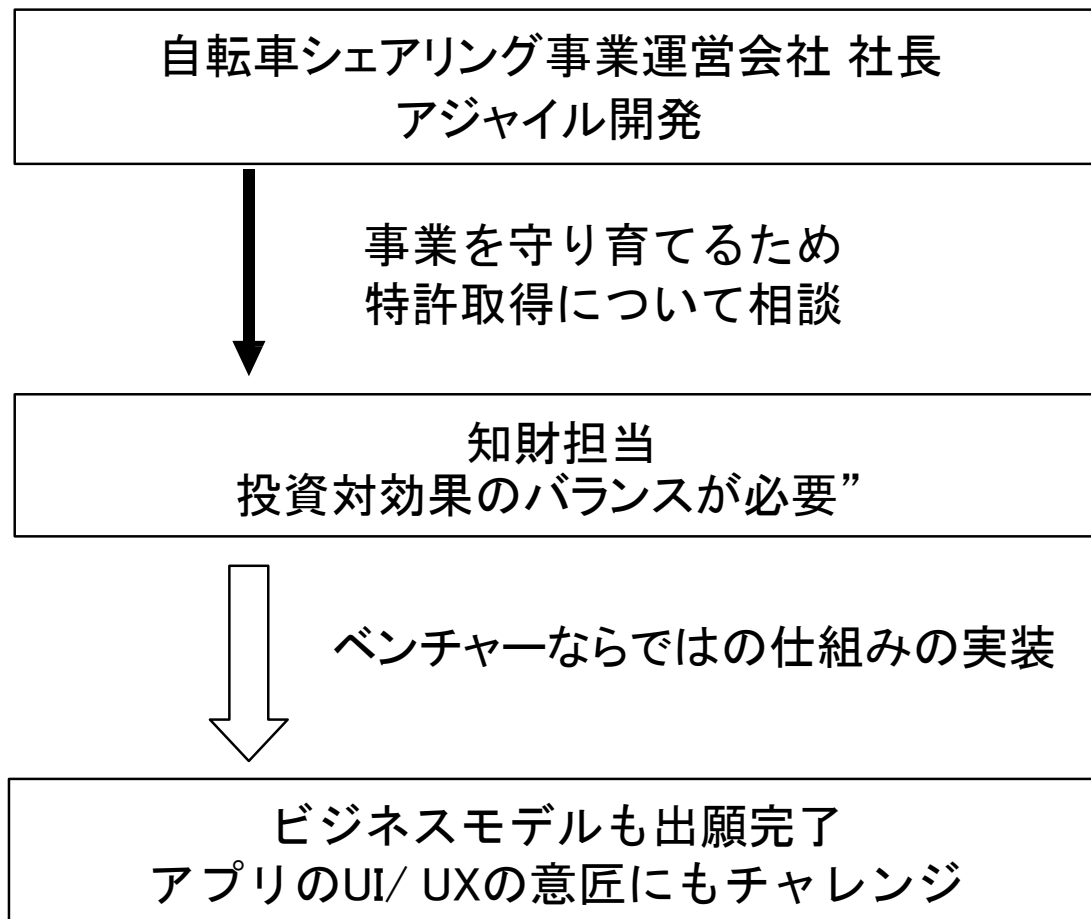 自転車シェアリング事業運営会社 社長
アジャイル開発
事業を守り育てるため
特許取得について相談
知財担当
投資対効果のバランスが必要”
ベンチャーならではの仕組みの実装
ビジネスモデルも出願完了
アプリのUI/ UXの意匠にもチャレンジ